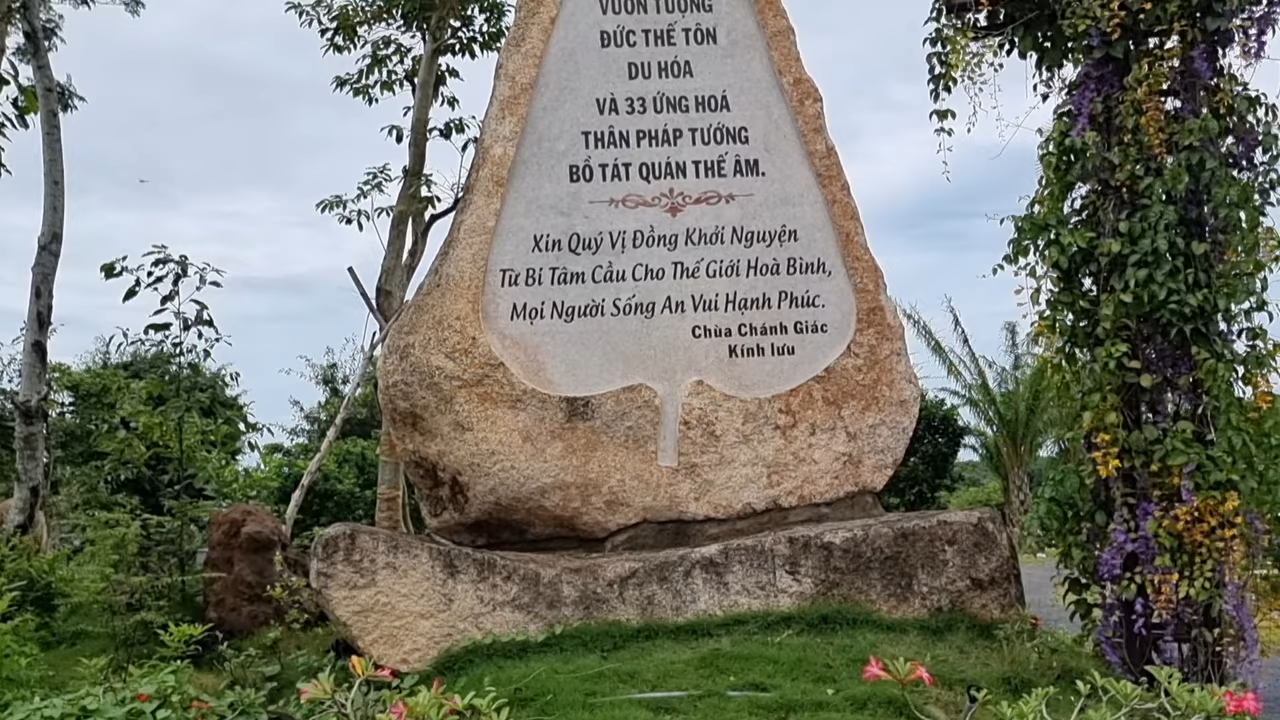 VƯỜN TƯỢNG
ĐỨC THẾ TÔN
DU HÓA
VÀ 33 ỨNG HOÁ
THÂN PHÁP TƯỚNG
BỒ TÁT QUÁN THẾ ÂM.
Xin Quý Vị Đồng Khởi Nguyện
Từ Bi Tâm Cầu Cho Thế Giới Hoà Bình,
Mọi Người Sống An Vui Hạnh Phúc.
Chùa Chánh Giác
Kính lưu